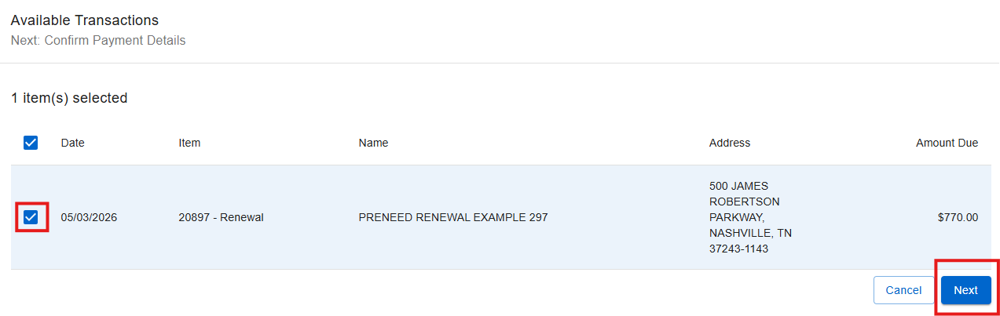 Available Transactions
Next: Confirm Payment Details
1 item(s) selected
Date Item Name Address Amount Due
05/03/2026 20897 - Renewal PRENEED RENEWAL EXAMPLE 297 500 JAMES
ROBERTSON
PARKWAY,
NASHVILLE, TN
37243-1143 $770.00
Cancel Next